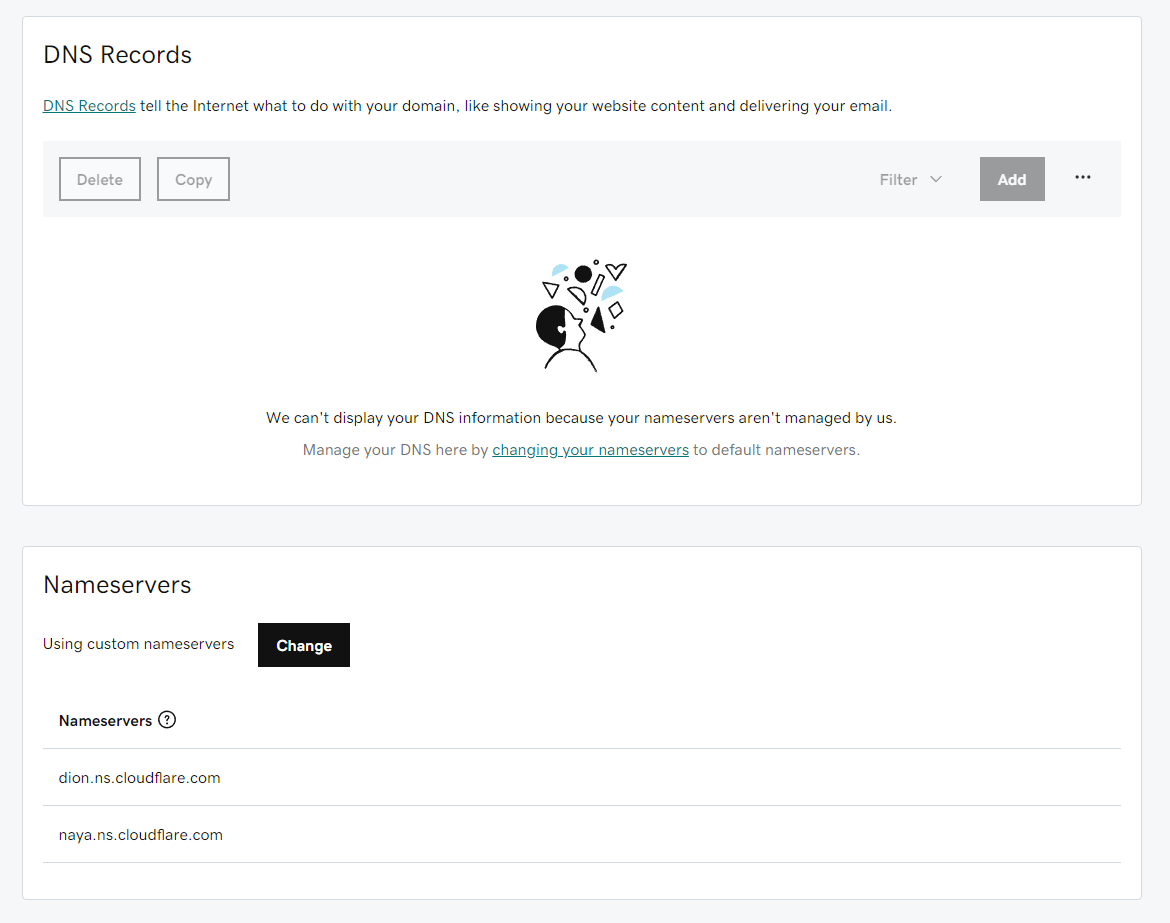 DNS Records
DNS Records tell the Internet what to do with your domain, like showing your website content and delivering your email.
Delete Copy Filter Add
We can't display your DNS information because your nameservers aren't managed by us.
Manage your DNS here by changing your nameservers to default nameservers.
Nameservers
Using custom nameservers Change
Nameservers ?
dion.ns.cloudflare.com
naya.ns.cloudflare.com